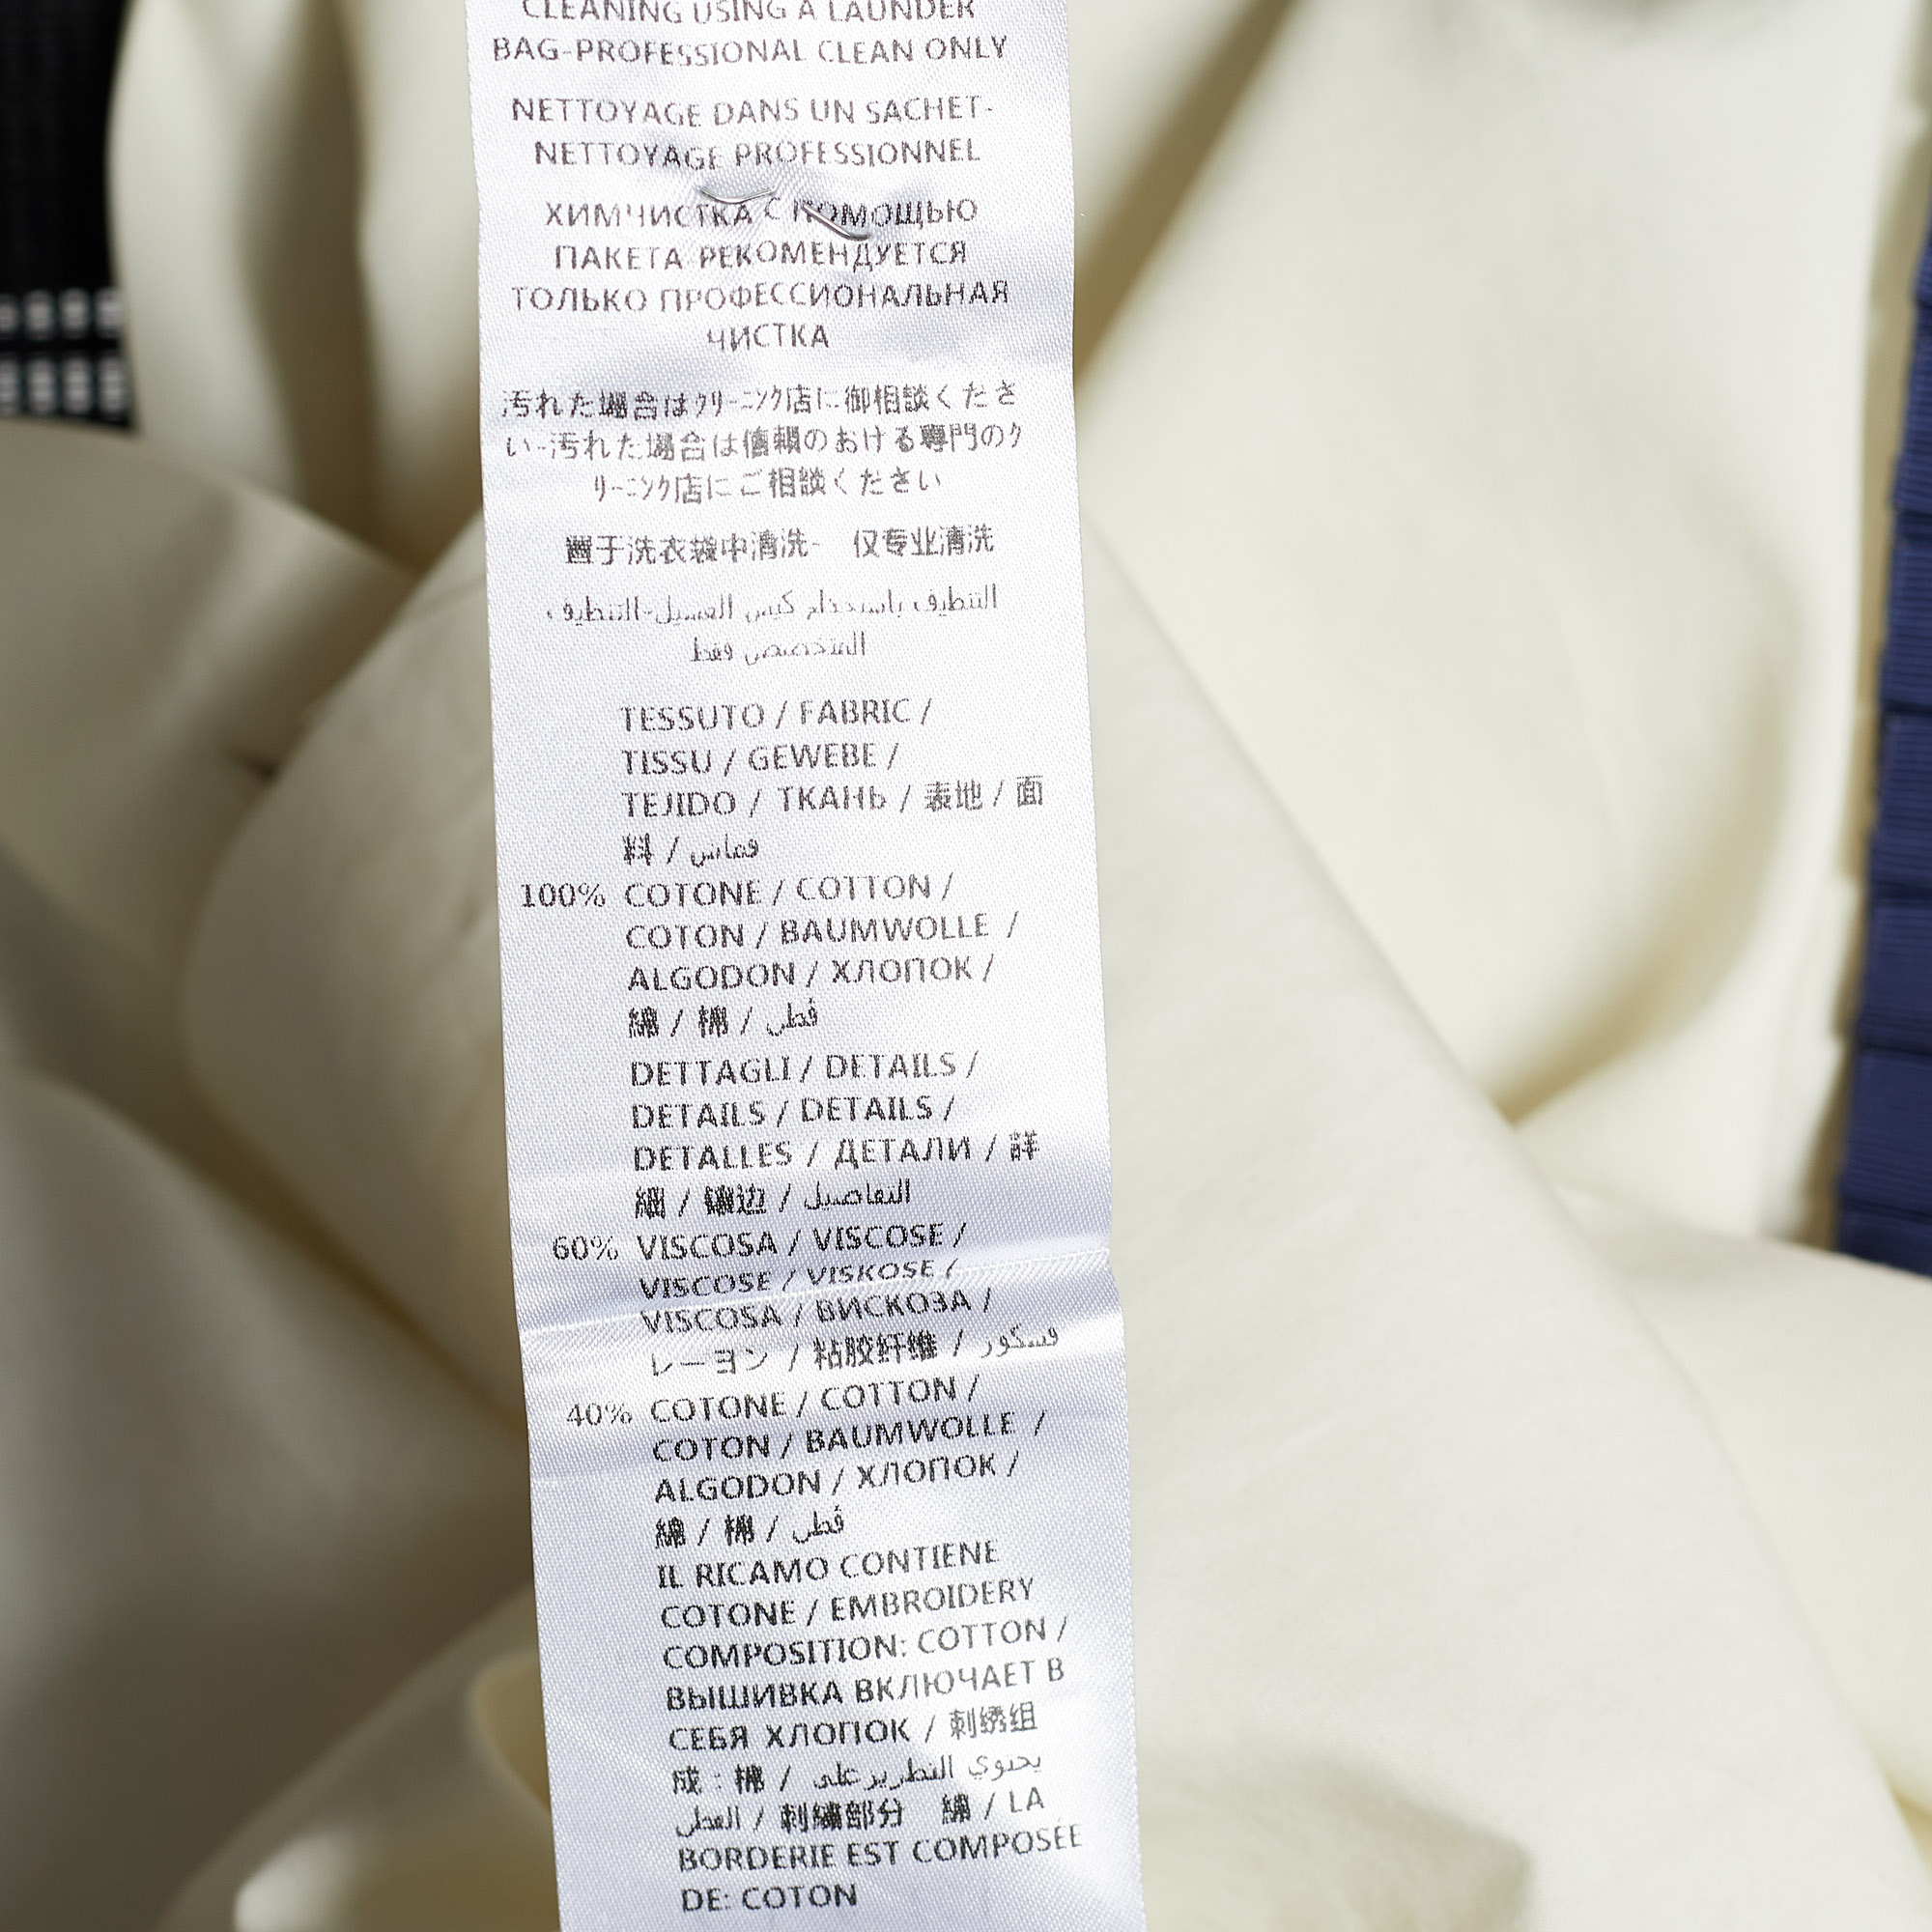 CLEANING USING A LAUNDER
BAG-PROFESSIONAL CLEAN ONLY
NETTOYAGE DANS UN SACHET-
NETTOYAGE PROFESSIONNEL
ХИМЧИСТКА С ПОМОЩЬЮ
ПАКЕТА-РЕКОМЕНДУЕТСЯ
ТОЛЬКО ПРОФЕССИОНАЛЬНАЯ
ЧИСТКА
汚れた場合はｸﾘｰﾆﾝｸ店に御相談くださ
い-汚れた場合は信頼のおける専門のｸ
ﾘｰﾆﾝｸ店にご相談ください
置于洗衣袋中清洗- 仅专业清洗
التنظيف باستخدام كيس الغسيل-التنظيف
المتخصص فقط
TESSUTO / FABRIC /
TISSU / GEWEBE /
TEJIDO / ТКАНЬ / 表地 / 面
料 / قماش
100% COTONE / COTTON /
COTON / BAUMWOLLE /
ALGODON / ХЛОПОК /
綿 / 棉 / قطن
DETTAGLI / DETAILS /
DETAILS / DETAILS /
DETALLES / ДЕТАЛИ / 詳
細 / 镶边 / التفاصيل
60% VISCOSA / VISCOSE /
VISCOSE / VISKOSE /
VISCOSA / ВИСКОЗА /
レーヨン / 粘胶纤维 / فسكوز
40% COTONE / COTTON /
COTON / BAUMWOLLE /
ALGODON / ХЛОПОК /
綿 / 棉 / قطن
IL RICAMO CONTIENE
COTONE / EMBROIDERY
COMPOSITION: COTTON /
ВЫШИВКА ВКЛЮЧАЕТ В
СЕБЯ ХЛОПОК / 刺绣组
成 : 棉 / يحتوي التطريز على
القطن / 刺繍部分 綿 / LA
BORDERIE EST COMPOSÉE
DE: COTON